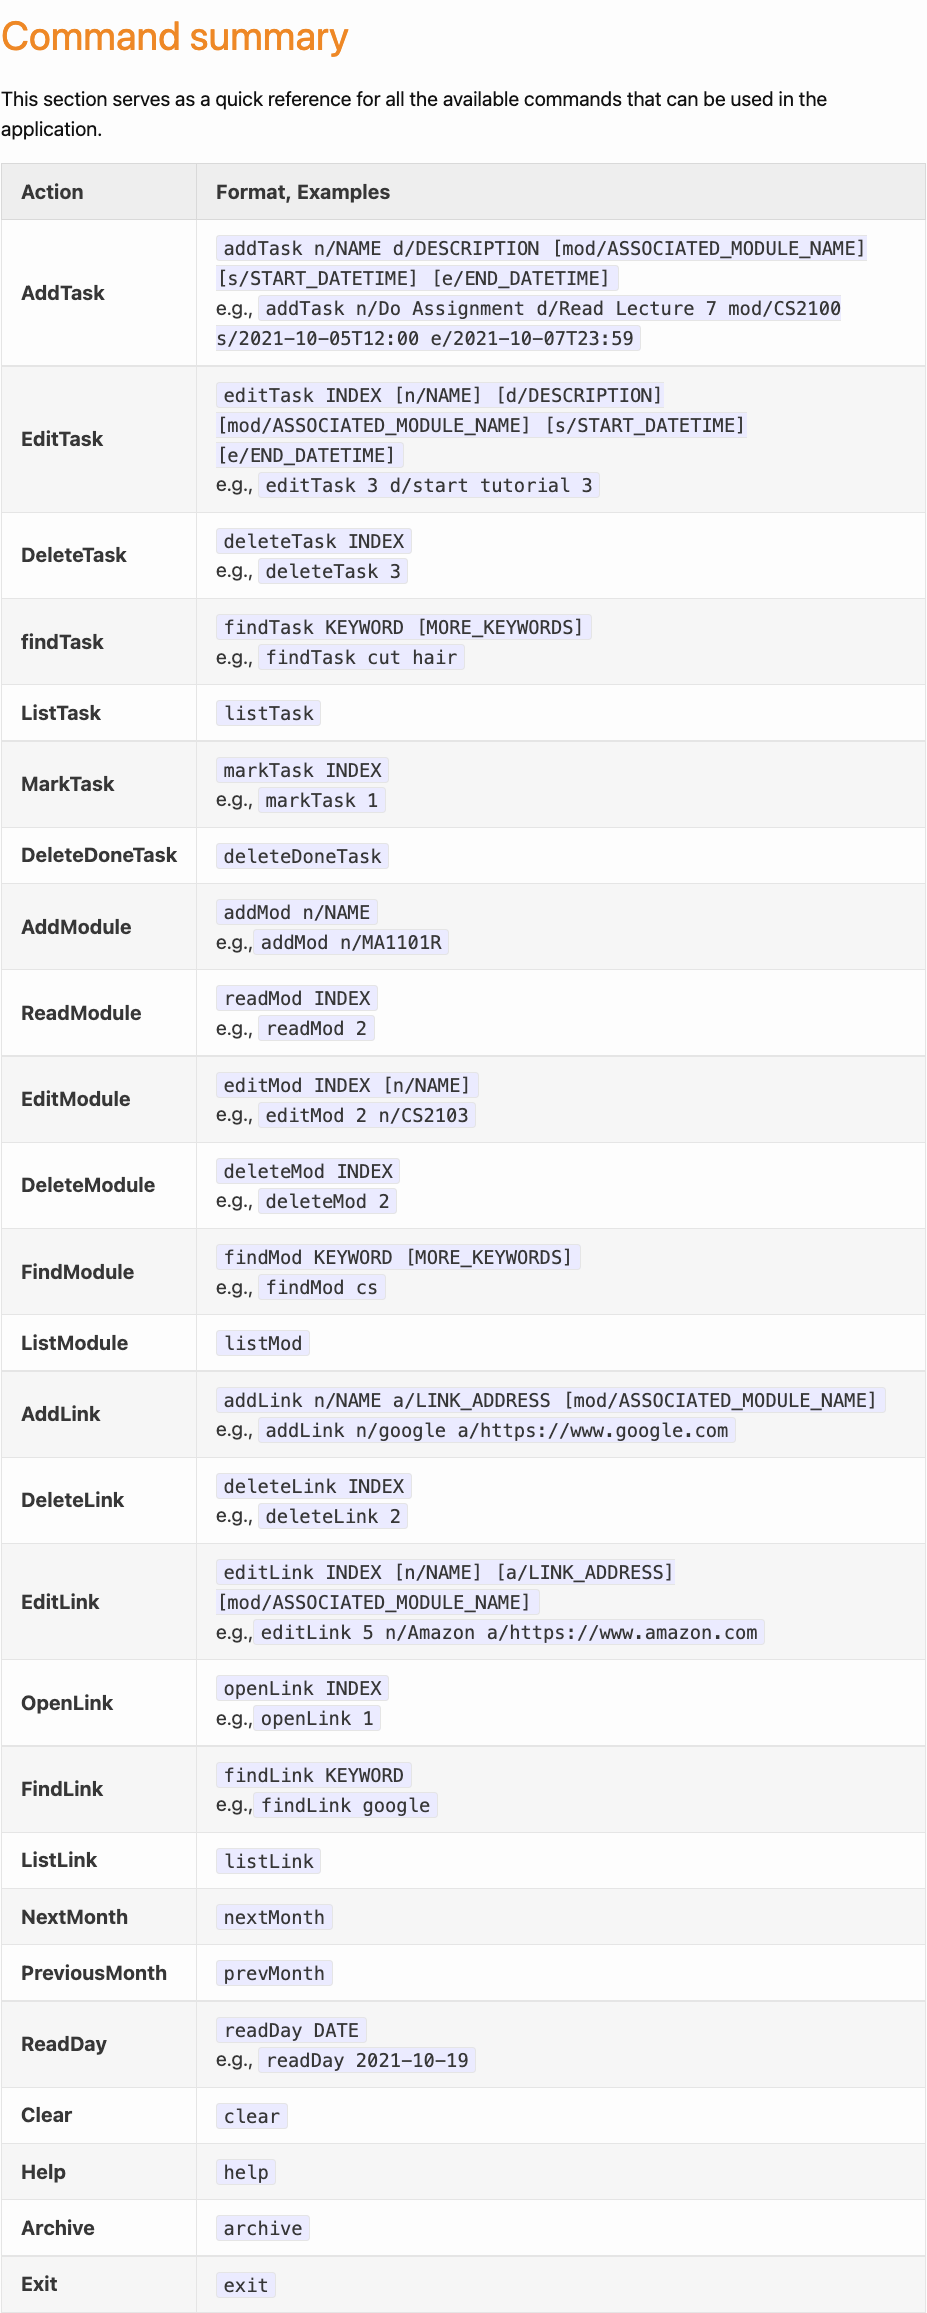 Command summary
This section serves as a quick reference for all the available commands that can be used in the
application.
Action
Format, Examples
AddTask
addTask n/NAME d/DESCRIPTION [mod/ASSOCIATED_MODULE_NAME]
[s/START_DATETIME] [e/END_DATETIME]
e.g., addTask n/Do Assignment d/Read Lecture 7 mod/CS2100
s/2021-10-05T12:00 e/2021-10-07T23:59
EditTask
editTask INDEX [n/NAME] [d/DESCRIPTION]
[mod/ASSOCIATED_MODULE_NAME] [s/START_DATETIME]
[e/END_DATETIME]
e.g., editTask 3 d/start tutorial 3
DeleteTask
deleteTask INDEX
e.g., deleteTask 3
findTask
findTask KEYWORD [MORE_KEYWORDS]
e.g., findTask cut hair
ListTask
listTask
MarkTask
markTask INDEX
e.g., markTask 1
DeleteDoneTask
deleteDoneTask
AddModule
addMod n/NAME
e.g., addMod n/MA1101R
ReadModule
readMod INDEX
e.g., readMod 2
EditModule
editMod INDEX [n/NAME]
e.g., editMod 2 n/CS2103
DeleteModule
deleteMod INDEX
e.g., deleteMod 2
FindModule
findMod KEYWORD [MORE_KEYWORDS]
e.g., findMod cs
ListModule
listMod
AddLink
addLink n/NAME a/LINK_ADDRESS [mod/ASSOCIATED_MODULE_NAME]
e.g., addLink n/google a/https://www.google.com
DeleteLink
deleteLink INDEX
e.g., deleteLink 2
EditLink
editLink INDEX [n/NAME] [a/LINK_ADDRESS]
[mod/ASSOCIATED_MODULE_NAME]
e.g., editLink 5 n/Amazon a/https://www.amazon.com
OpenLink
openLink INDEX
e.g., openLink 1
FindLink
findLink KEYWORD
e.g., findLink google
ListLink
listLink
NextMonth
nextMonth
PreviousMonth
prevMonth
ReadDay
readDay DATE
e.g., readDay 2021-10-19
Clear
clear
Help
help
Archive
archive
Exit
exit